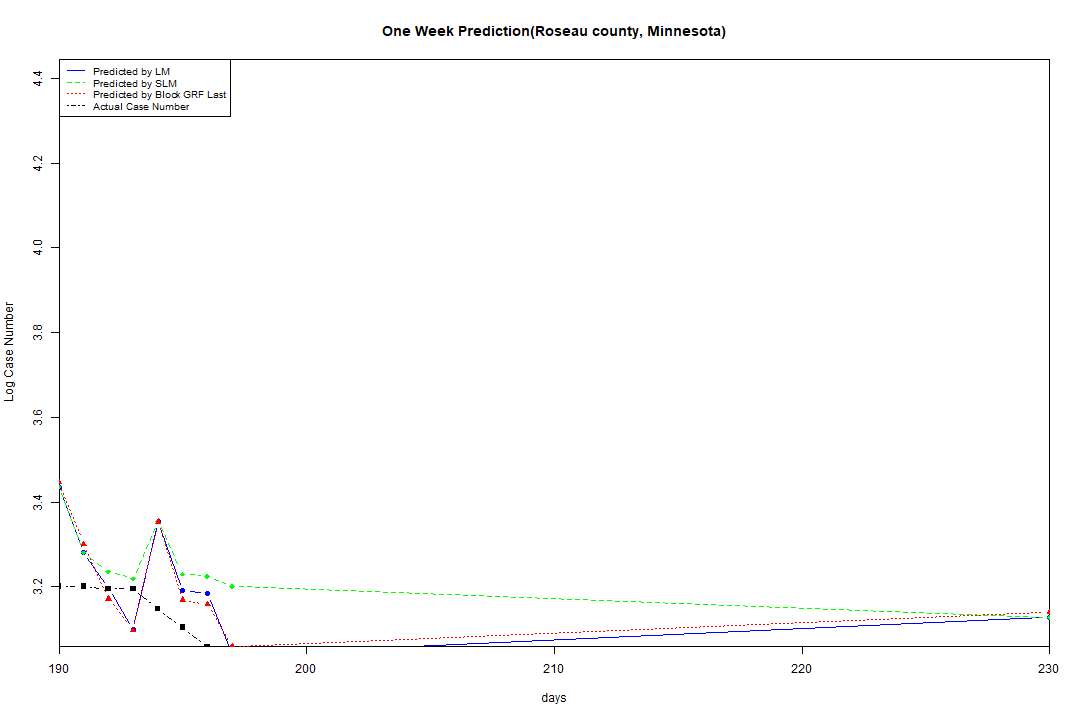 One Week Prediction(Roseau county, Minnesota)
Predicted by LM
Predicted by SLM
Predicted by Block GRF Last
Actual Case Number
4.4
4.2
4.0
3.8
3.6
3.4
3.2
Log Case Number
190
200
210
220
230
days